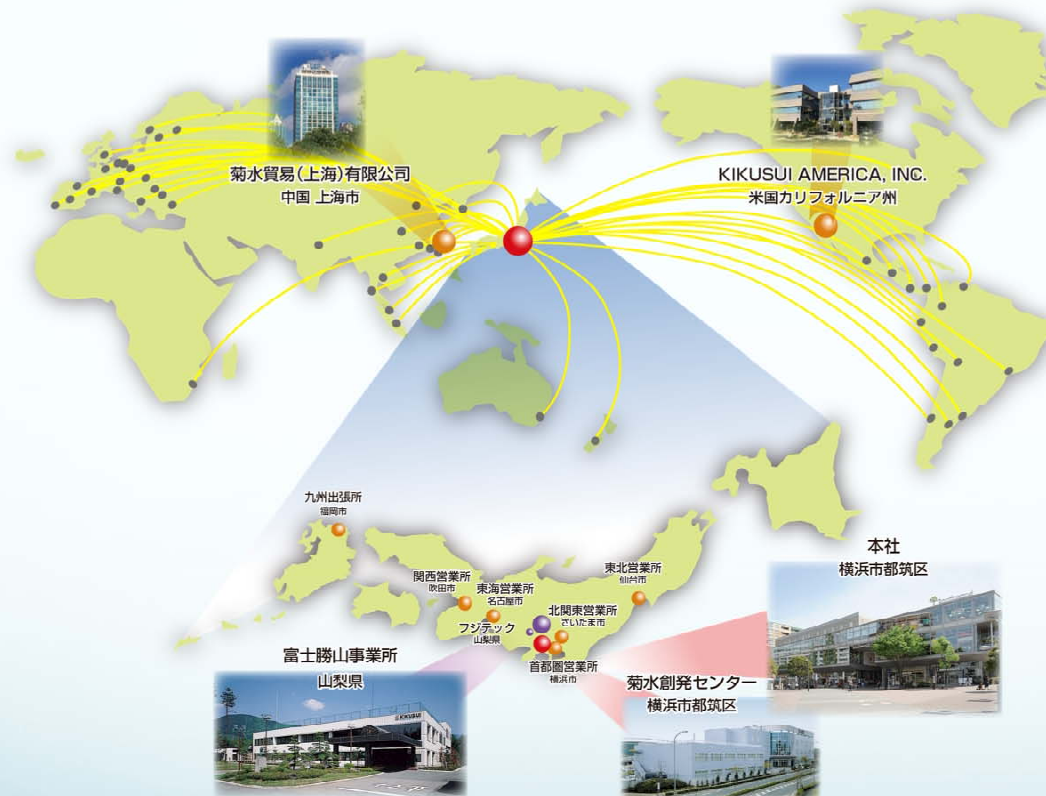 菊水貿易(上海)有限公司
中国 上海市
KIKUSUI AMERICA, INC.
米国カリフォルニア州
九州出張所
福岡市
関西営業所
吹田市
東海営業所
名古屋市
東北営業所
仙台市
北関東営業所
さいたま市
フジテック
山梨県
首都圏営業所
横浜市
本社
横浜市都筑区
富士勝山事業所
山梨県
菊水創発センター
横浜市都筑区
KIKUSUI